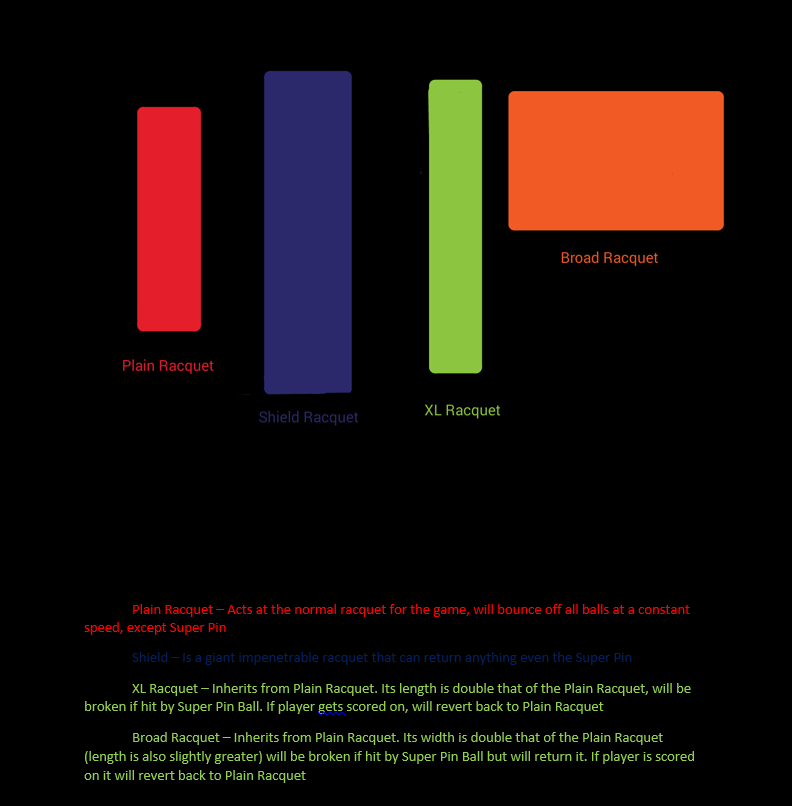 Broad Racquet
Plain Racquet
Shield Racquet
XL Racquet
Plain Racquet – Acts at the normal racquet for the game, will bounce off all balls at a constant
speed, except Super Pin
Shield – Is a giant impenetrable racquet that can return anything even the Super Pin
XL Racquet – Inherits from Plain Racquet. Its length is double that of the Plain Racquet, will be
broken if hit by Super Pin Ball. If player gets scored on, will revert back to Plain Racquet
Broad Racquet – Inherits from Plain Racquet. Its width is double that of the Plain Racquet
(length is also slightly greater) will be broken if hit by Super Pin Ball but will return it. If player is scored
on it will revert back to Plain Racquet